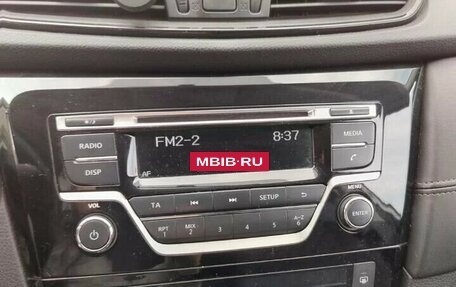 RADIO
DISP
FM2-2
8:37
AF
MBIB·RU
MEDIA
VOL
TA
SETUP
MENU
ENTER
RPT
1
MIX
2
3
4
5
A-Z
6